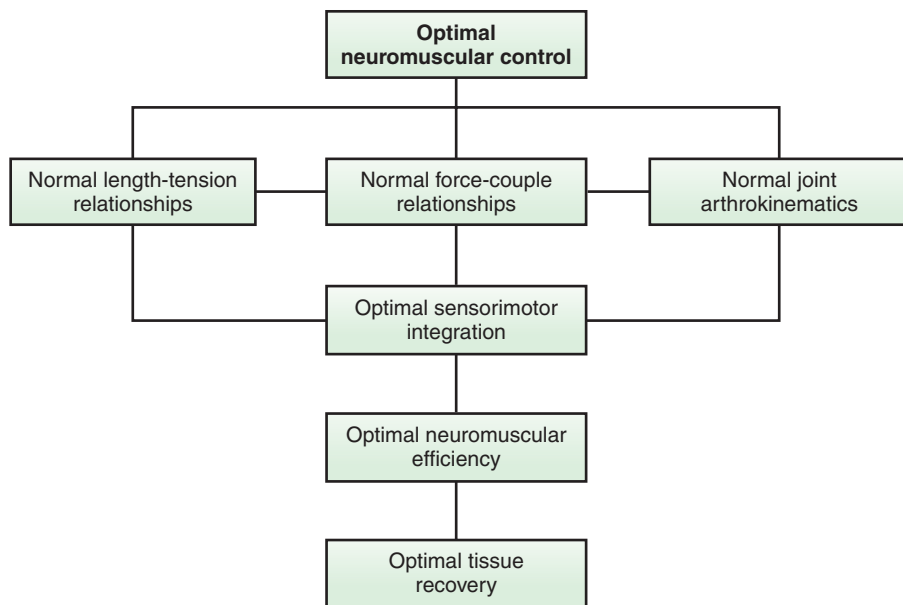 Optimal
neuromuscular control
Normal length-tension
relationships
Normal force-couple
relationships
Normal joint
arthrokinematics
Optimal sensorimotor
integration
Optimal neuromuscular
efficiency
Optimal tissue
recovery